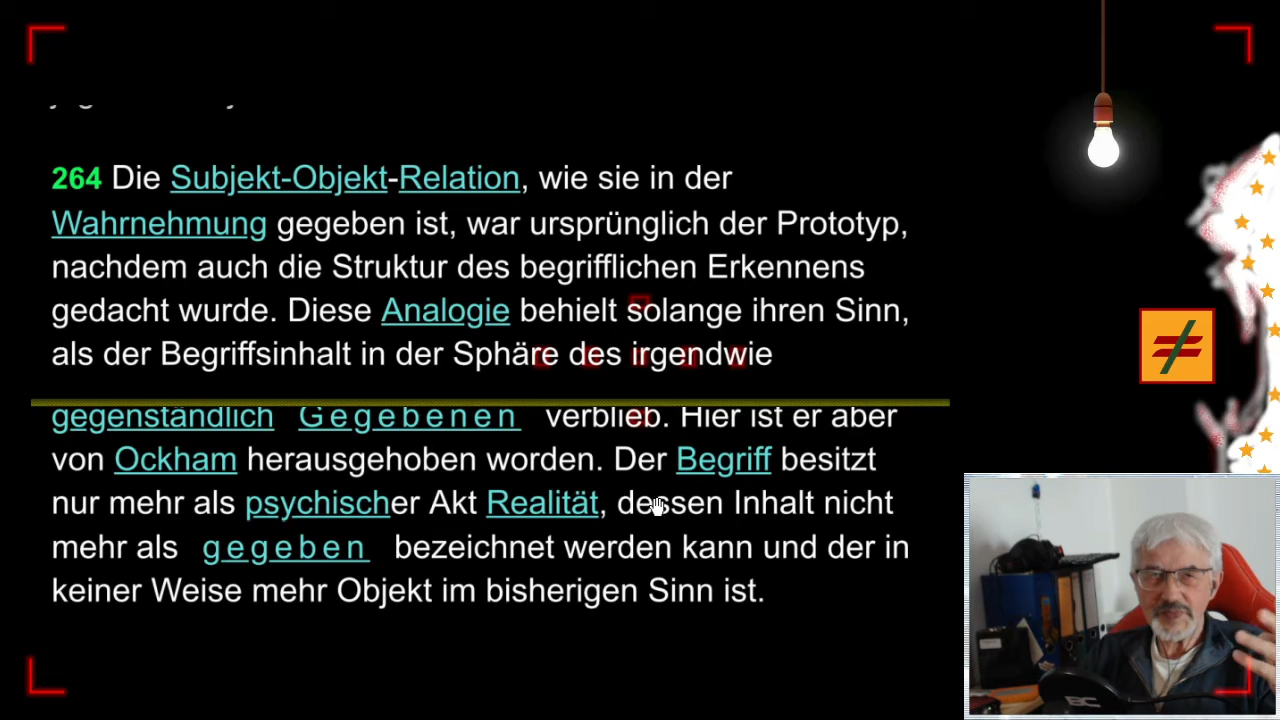 264 Die Subjekt-Objekt-Relation, wie sie in der
Wahrnehmung gegeben ist, war ursprünglich der Prototyp,
nachdem auch die Struktur des begrifflichen Erkennens
gedacht wurde. Diese Analogie behielt solange ihren Sinn,
als der Begriffsinhalt in der Sphäre des irgendwie
gegenständlich Gegebenen verblieb. Hier ist er aber
von Ockham herausgehoben worden. Der Begriff besitzt
nur mehr als psychischer Akt Realität, dessen Inhalt nicht
mehr als gegeben bezeichnet werden kann und der in
keiner Weise mehr Objekt im bisherigen Sinn ist.